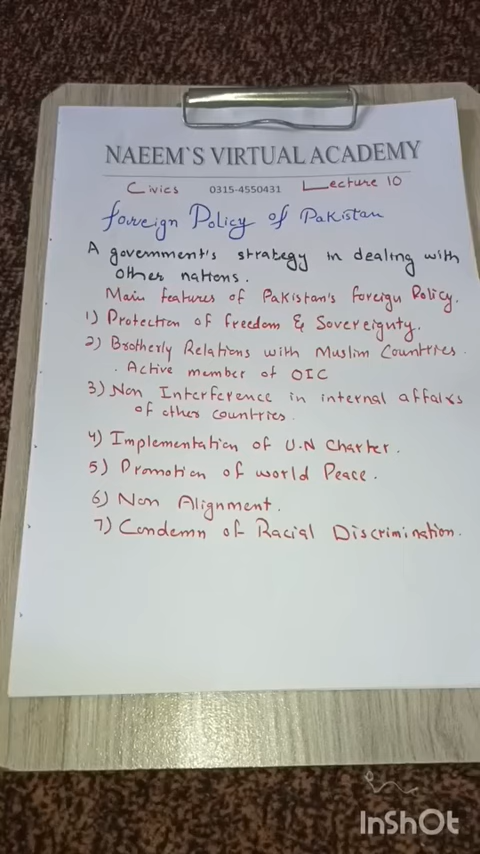 NAEEM`S VIRTUAL ACADEMY
Civics 0315-4550431 Lecture 10
foreign Policy of Pakistan
A government's strategy in dealing with
other nations.
Main features of Pakistan's foreign Policy.
1) Protection of freedom & Sovereignty.
2) Brotherly Relations with Muslim Countries.
. Active member of OIC
3) Non Interference in internal affairs
of other countries.
4) Implementation of U.N Charter.
5) Promotion of world Peace.
6) Non Alignment.
7) Condemn of Racial Discrimination.
InShOt